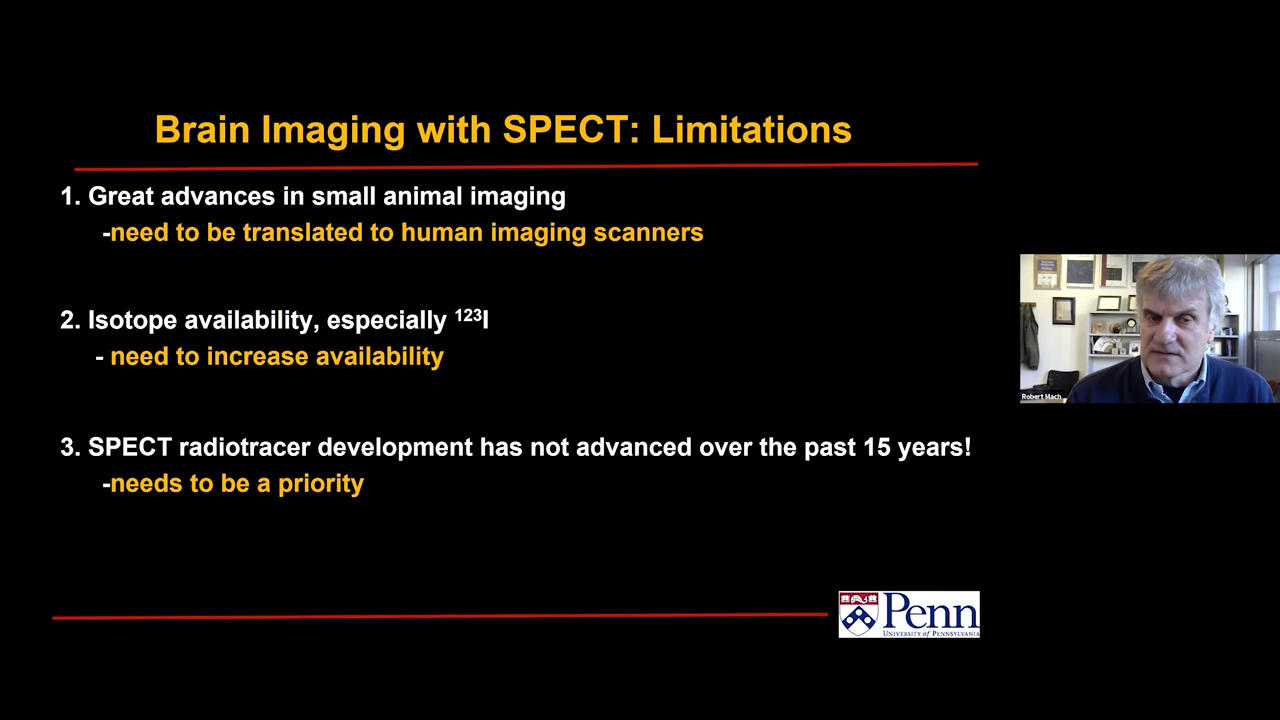 Brain Imaging with SPECT: Limitations
1. Great advances in small animal imaging
-need to be translated to human imaging scanners
2. Isotope availability, especially ¹²³I
- need to increase availability
3. SPECT radiotracer development has not advanced over the past 15 years!
-needs to be a priority
Robert Mach
Penn
UNIVERSITY of PENNSYLVANIA